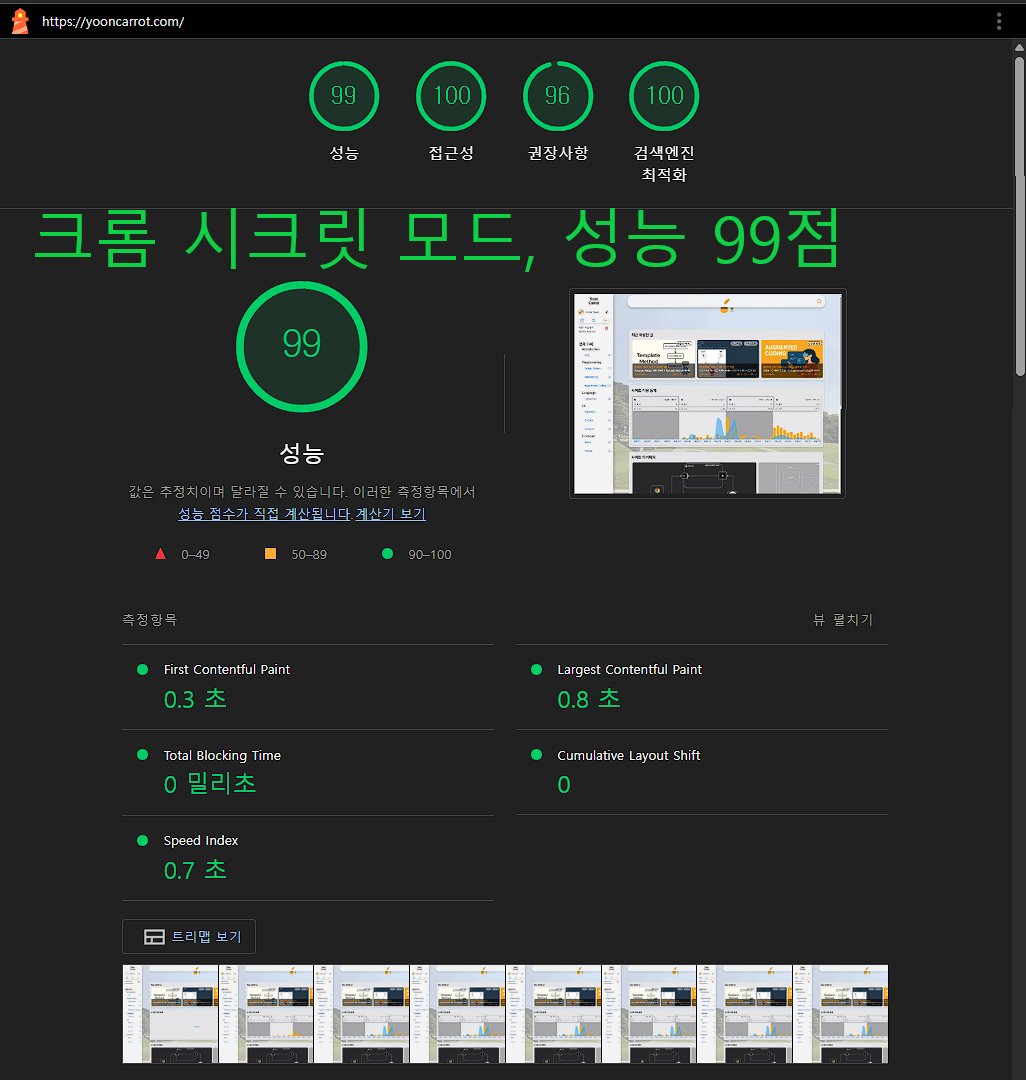 https://yooncarrot.com/
99
100
96
100
성능
접근성
권장사항
검색엔진
최적화
크롬 시크릿 모드, 성능 99점
99
성능
값은 추정치이며 달라질 수 있습니다. 이러한 측정항목에서
성능 점수가 직접 계산됩니다.계산기 보기
0–49
50–89
90–100
Yoon
Carrot
Template
Method
AUGMENTED
CODING
측정항목
뷰 펼치기
First Contentful Paint
0.3 초
Largest Contentful Paint
0.8 초
Total Blocking Time
0 밀리초
Cumulative Layout Shift
0
Speed Index
0.7 초
트리맵 보기